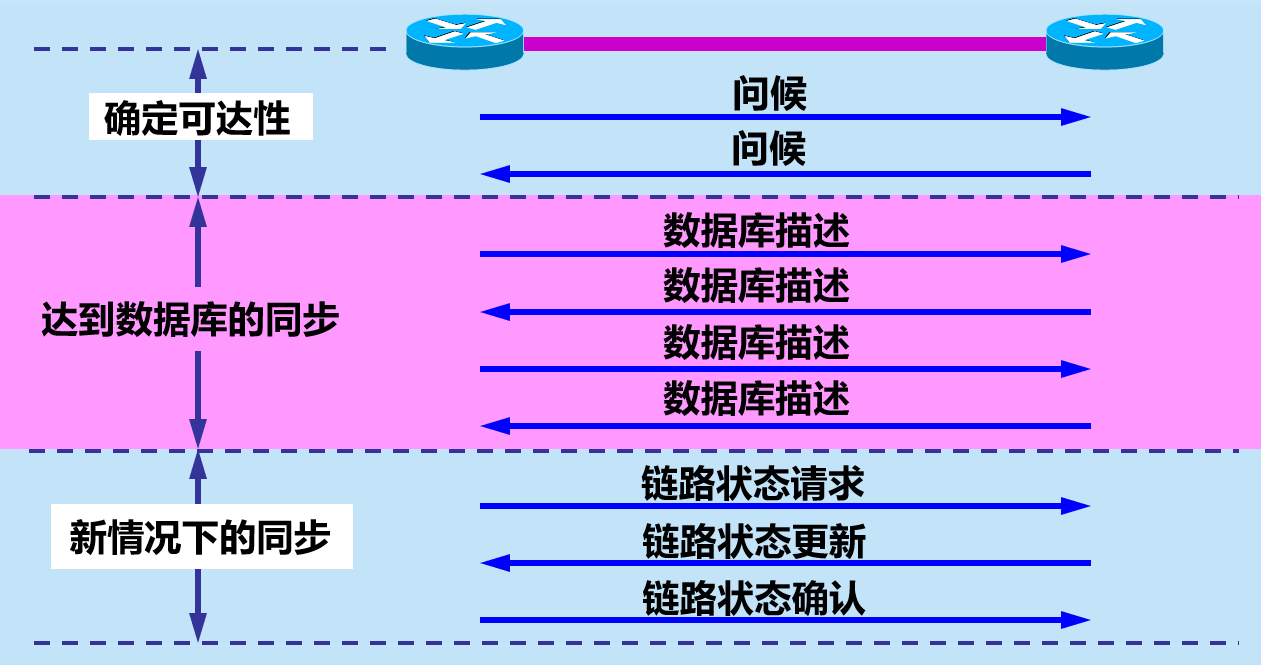 问候
确定可达性
问候
数据库描述
数据库描述
达到数据库的同步
数据库描述
数据库描述
链路状态请求
新情况下的同步
链路状态更新
链路状态确认